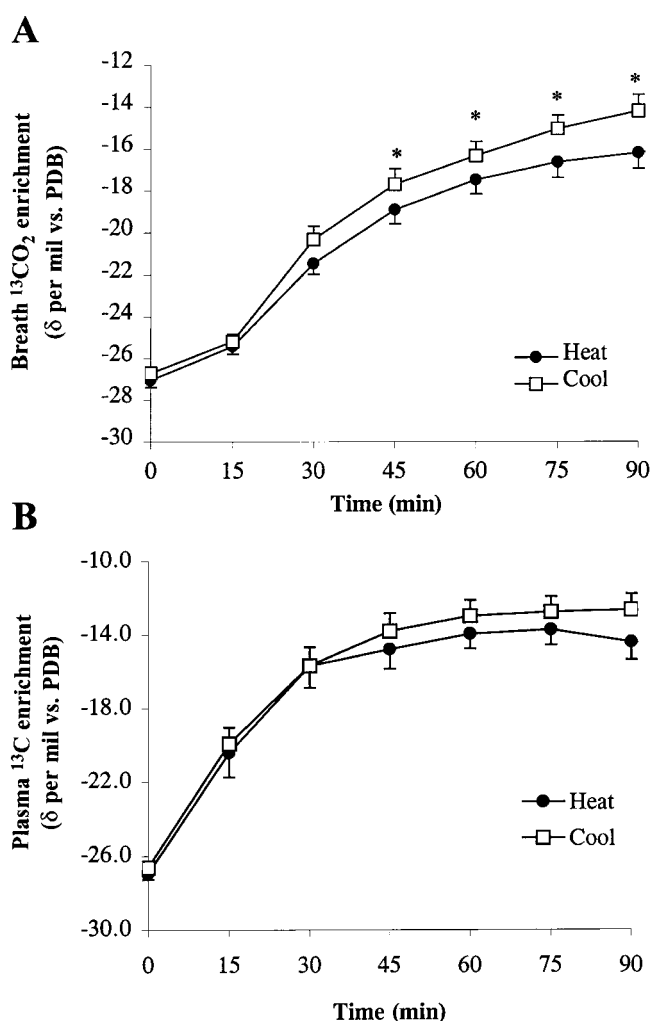 A
Breath ¹³CO₂ enrichment
(δ per mil vs. PDB)
-12
-14
-16
-18
-20
-22
-24
-26
-28
-30
*
*
*
*
Heat
Cool
0 15 30 45 60 75 90
Time (min)
B
Plasma ¹³C enrichment
(δ per mil vs. PDB)
-10.0
-14.0
-18.0
-22.0
-26.0
-30.0
Heat
Cool
0 15 30 45 60 75 90
Time (min)